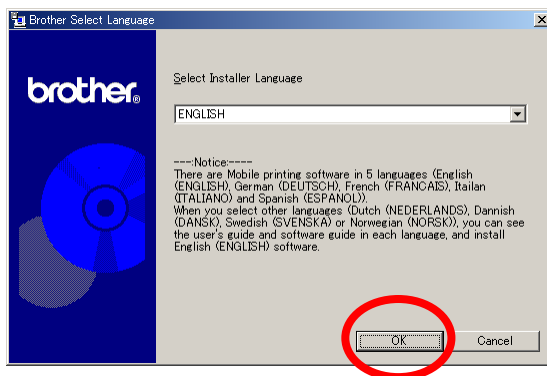 Brother Select Language
brother®
Select Installer Language
ENGLISH
---:Notice:----
There are Mobile printing software in 5 languages (English
(ENGLISH), German (DEUTSCH), French (FRANCAIS), Itailan
(ITALIANO) and Spanish (ESPANOL)).
When you select other languages (Dutch (NEDERLANDS), Dannish
(DANSK), Swedish (SVENSKA) or Norwegian (NORSK)), you can see
the user's guide and software guide in each language, and install
English (ENGLISH) software.
OK
Cancel